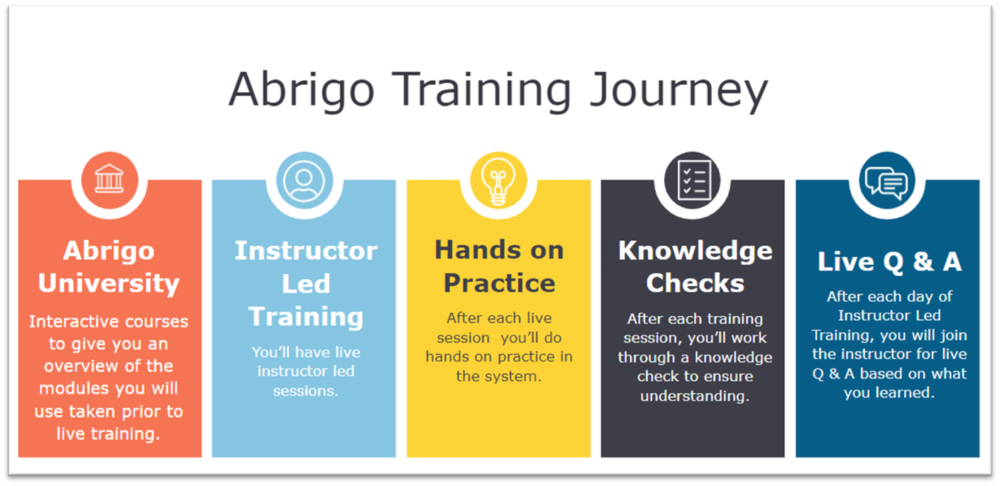 Abrigo Training Journey
Abrigo
University
Interactive courses
to give you an
overview of the
modules you will
use taken prior to
live training.
Instructor
Led
Training
You’ll have live
instructor led
sessions.
Hands on
Practice
After each live
session  you’ll do
hands on practice in
the system.
Knowledge
Checks
After each training
session, you’ll work
through a knowledge
check to ensure
understanding.
Live Q & A
After each day of
Instructor Led
Training, you will join
the instructor for live
Q & A based on what
you learned.